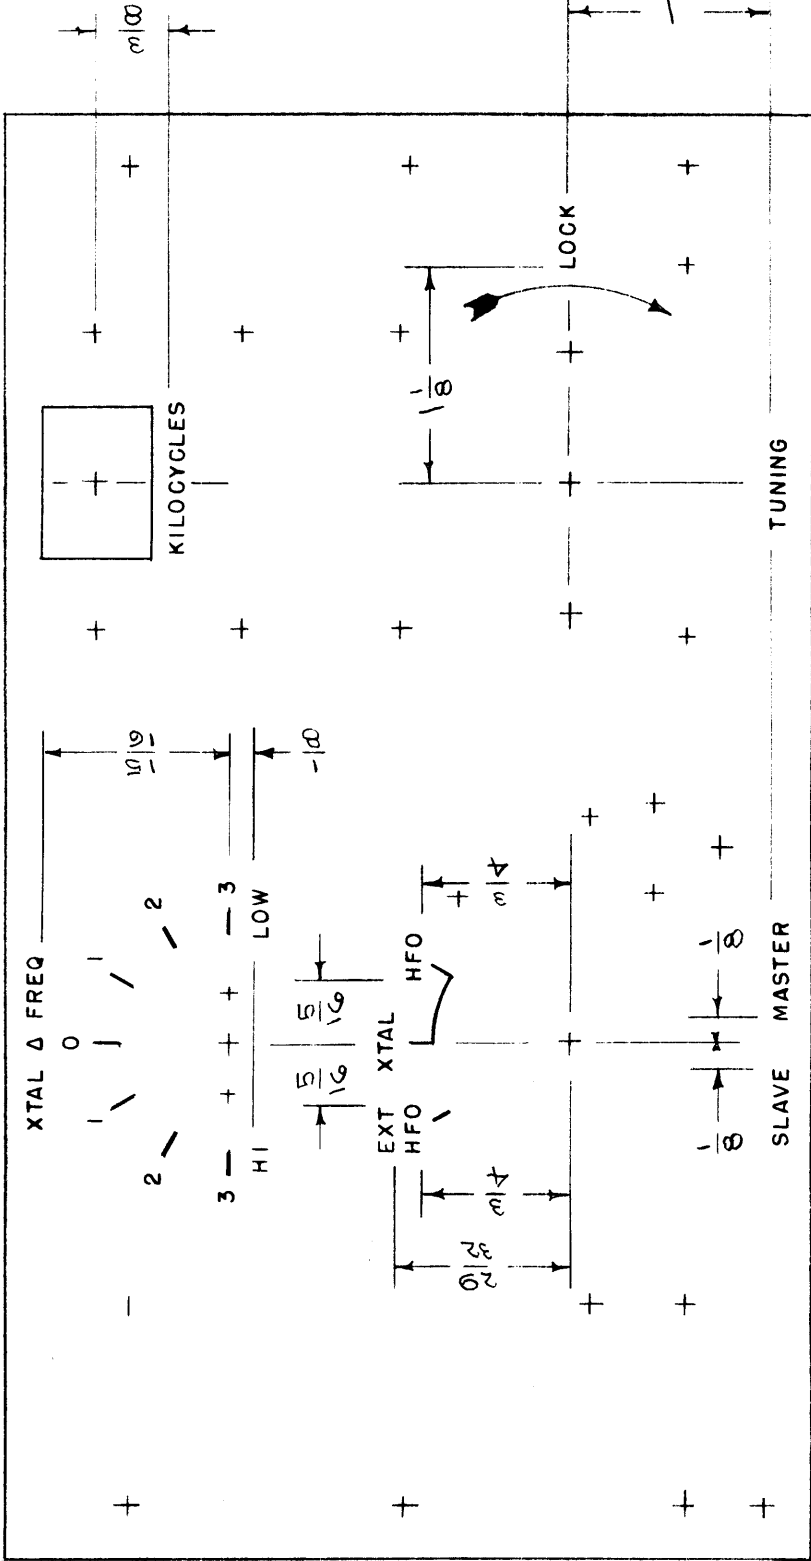 XTAL Δ FREQ
0
1 1
2 2
3 3
HI LOW
15/16
1/8
KILOCYCLES
3/8
5/16 5/16
EXT XTAL HFO
HFO
29/32
3/4 3/4
1 1/8
LOCK
1/8 1/8
SLAVE MASTER TUNING